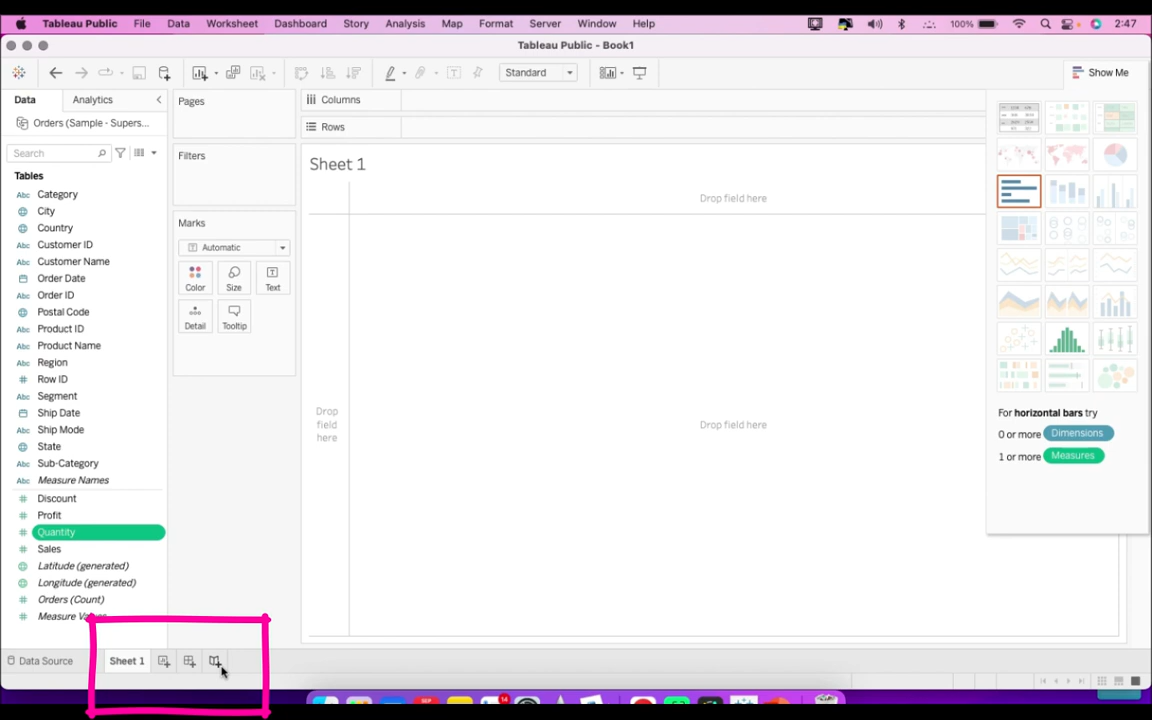 Tableau Public File Data Worksheet Dashboard Story Analysis Map Format Server Window Help 100% 2:47
Tableau Public - Book1
Standard
Show Me
Data Analytics
Orders (Sample - Supers...
Search
Tables
Category
City
Country
Customer ID
Customer Name
Order Date
Order ID
Postal Code
Product ID
Product Name
Region
Row ID
Segment
Ship Date
Ship Mode
State
Sub-Category
Measure Names
Discount
Profit
Quantity
Sales
Latitude (generated)
Longitude (generated)
Orders (Count)
Measure Values
Pages
Filters
Marks
Automatic
Color Size Text
Detail Tooltip
Columns
Rows
Sheet 1
Drop field here
Drop
field
here
Drop field here
For horizontal bars try
0 or more Dimensions
1 or more Measures
Data Source Sheet 1